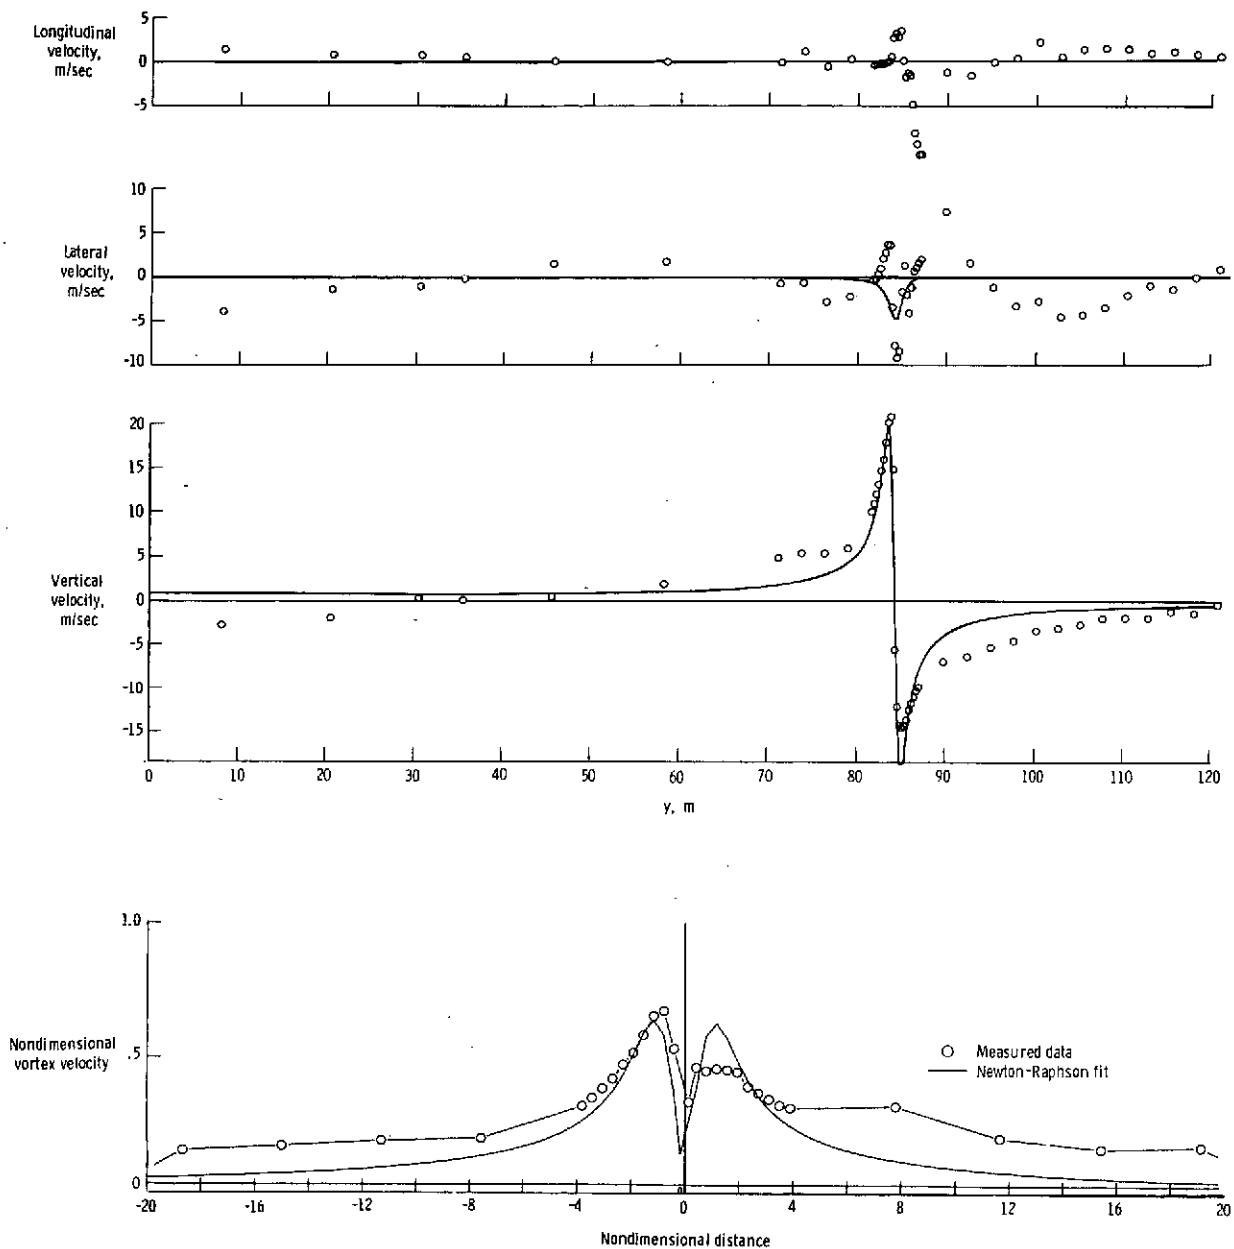 Longitudinal
velocity,
m/sec
5
0
-5
Lateral
velocity,
m/sec
10
5
0
-5
-10
Vertical
velocity,
m/sec
20
15
10
5
0
-5
-10
-15
0 10 20 30 40 50 60 70 80 90 100 110 120
y, m
Nondimensional
vortex velocity
1.0
.5
0
-20 -16 -12 -8 -4 0 4 8 12 16 20
Nondimensional distance
Measured data
Newton-Raphson fit